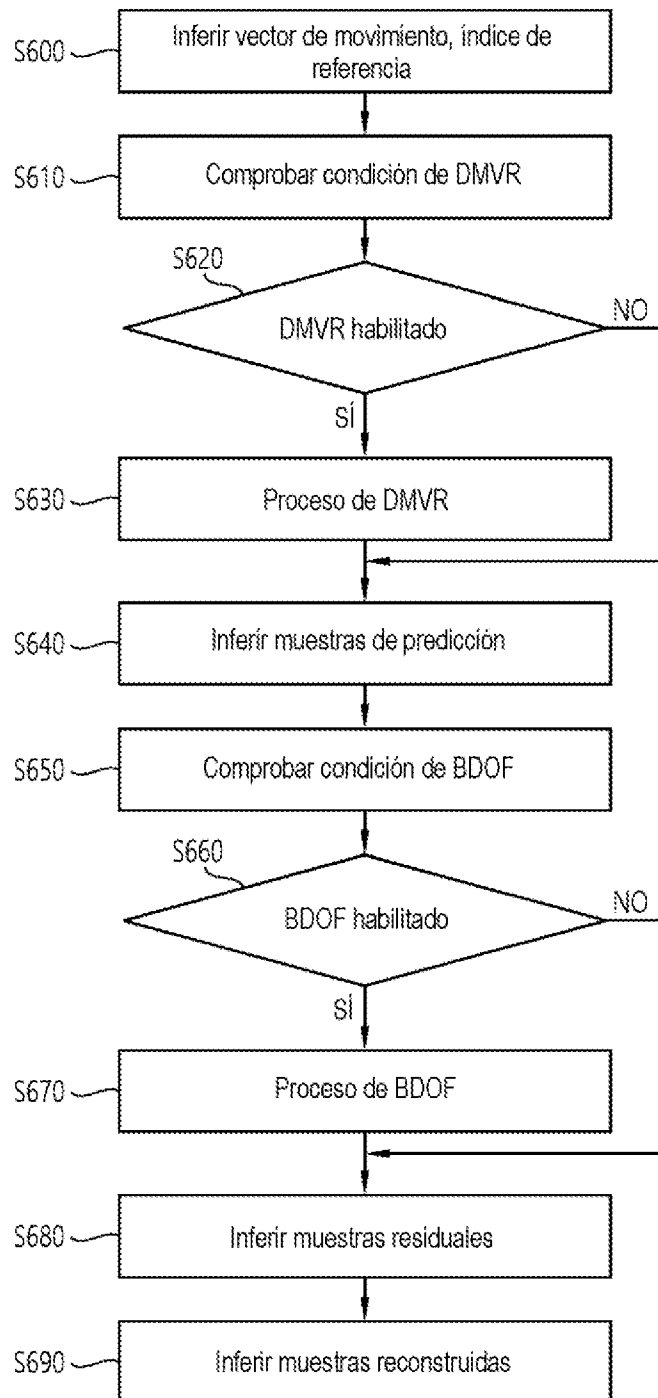 S600
Inferir vector de movimiento, índice de
referencia
S610
Comprobar condición de DMVR
S620
DMVR habilitado
NO
SÍ
S630
Proceso de DMVR
S640
Inferir muestras de predicción
S650
Comprobar condición de BDOF
S660
BDOF habilitado
NO
SÍ
S670
Proceso de BDOF
S680
Inferir muestras residuales
S690
Inferir muestras reconstruidas